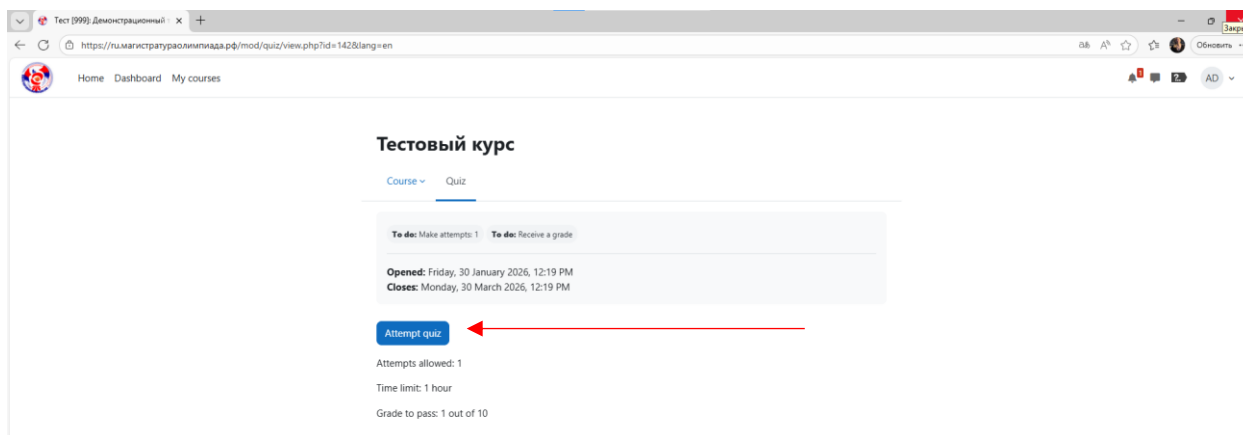 Тест [999]: Демонстрационный
Закры
https://ru.магистратураолимпиада.рф/mod/quiz/view.php?id=142&lang=en
Обновить
Home Dashboard My courses
AD
Тестовый курс
Course Quiz
To do: Make attempts: 1 To do: Receive a grade
Opened: Friday, 30 January 2026, 12:19 PM
Closes: Monday, 30 March 2026, 12:19 PM
Attempt quiz
Attempts allowed: 1
Time limit: 1 hour
Grade to pass: 1 out of 10